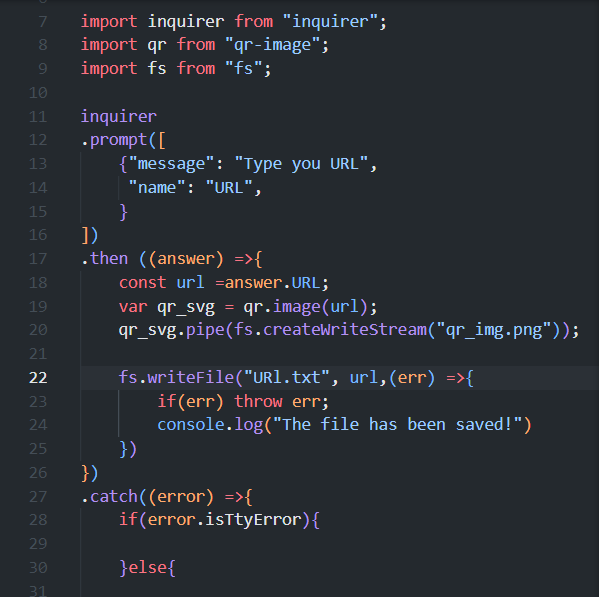 7 import inquirer from "inquirer";
8 import qr from "qr-image";
9 import fs from "fs";
10
11 inquirer
12 .prompt([
13     {"message": "Type you URL",
14      "name": "URL",
15     }
16 ])
17 .then ((answer) =>{
18     const url =answer.URL;
19     var qr_svg = qr.image(url);
20     qr_svg.pipe(fs.createWriteStream("qr_img.png"));
21
22     fs.writeFile("URl.txt", url,(err) =>{
23         if(err) throw err;
24         console.log("The file has been saved!")
25     })
26 })
27 .catch((error) =>{
28     if(error.isTtyError){
29
30     }else{
31